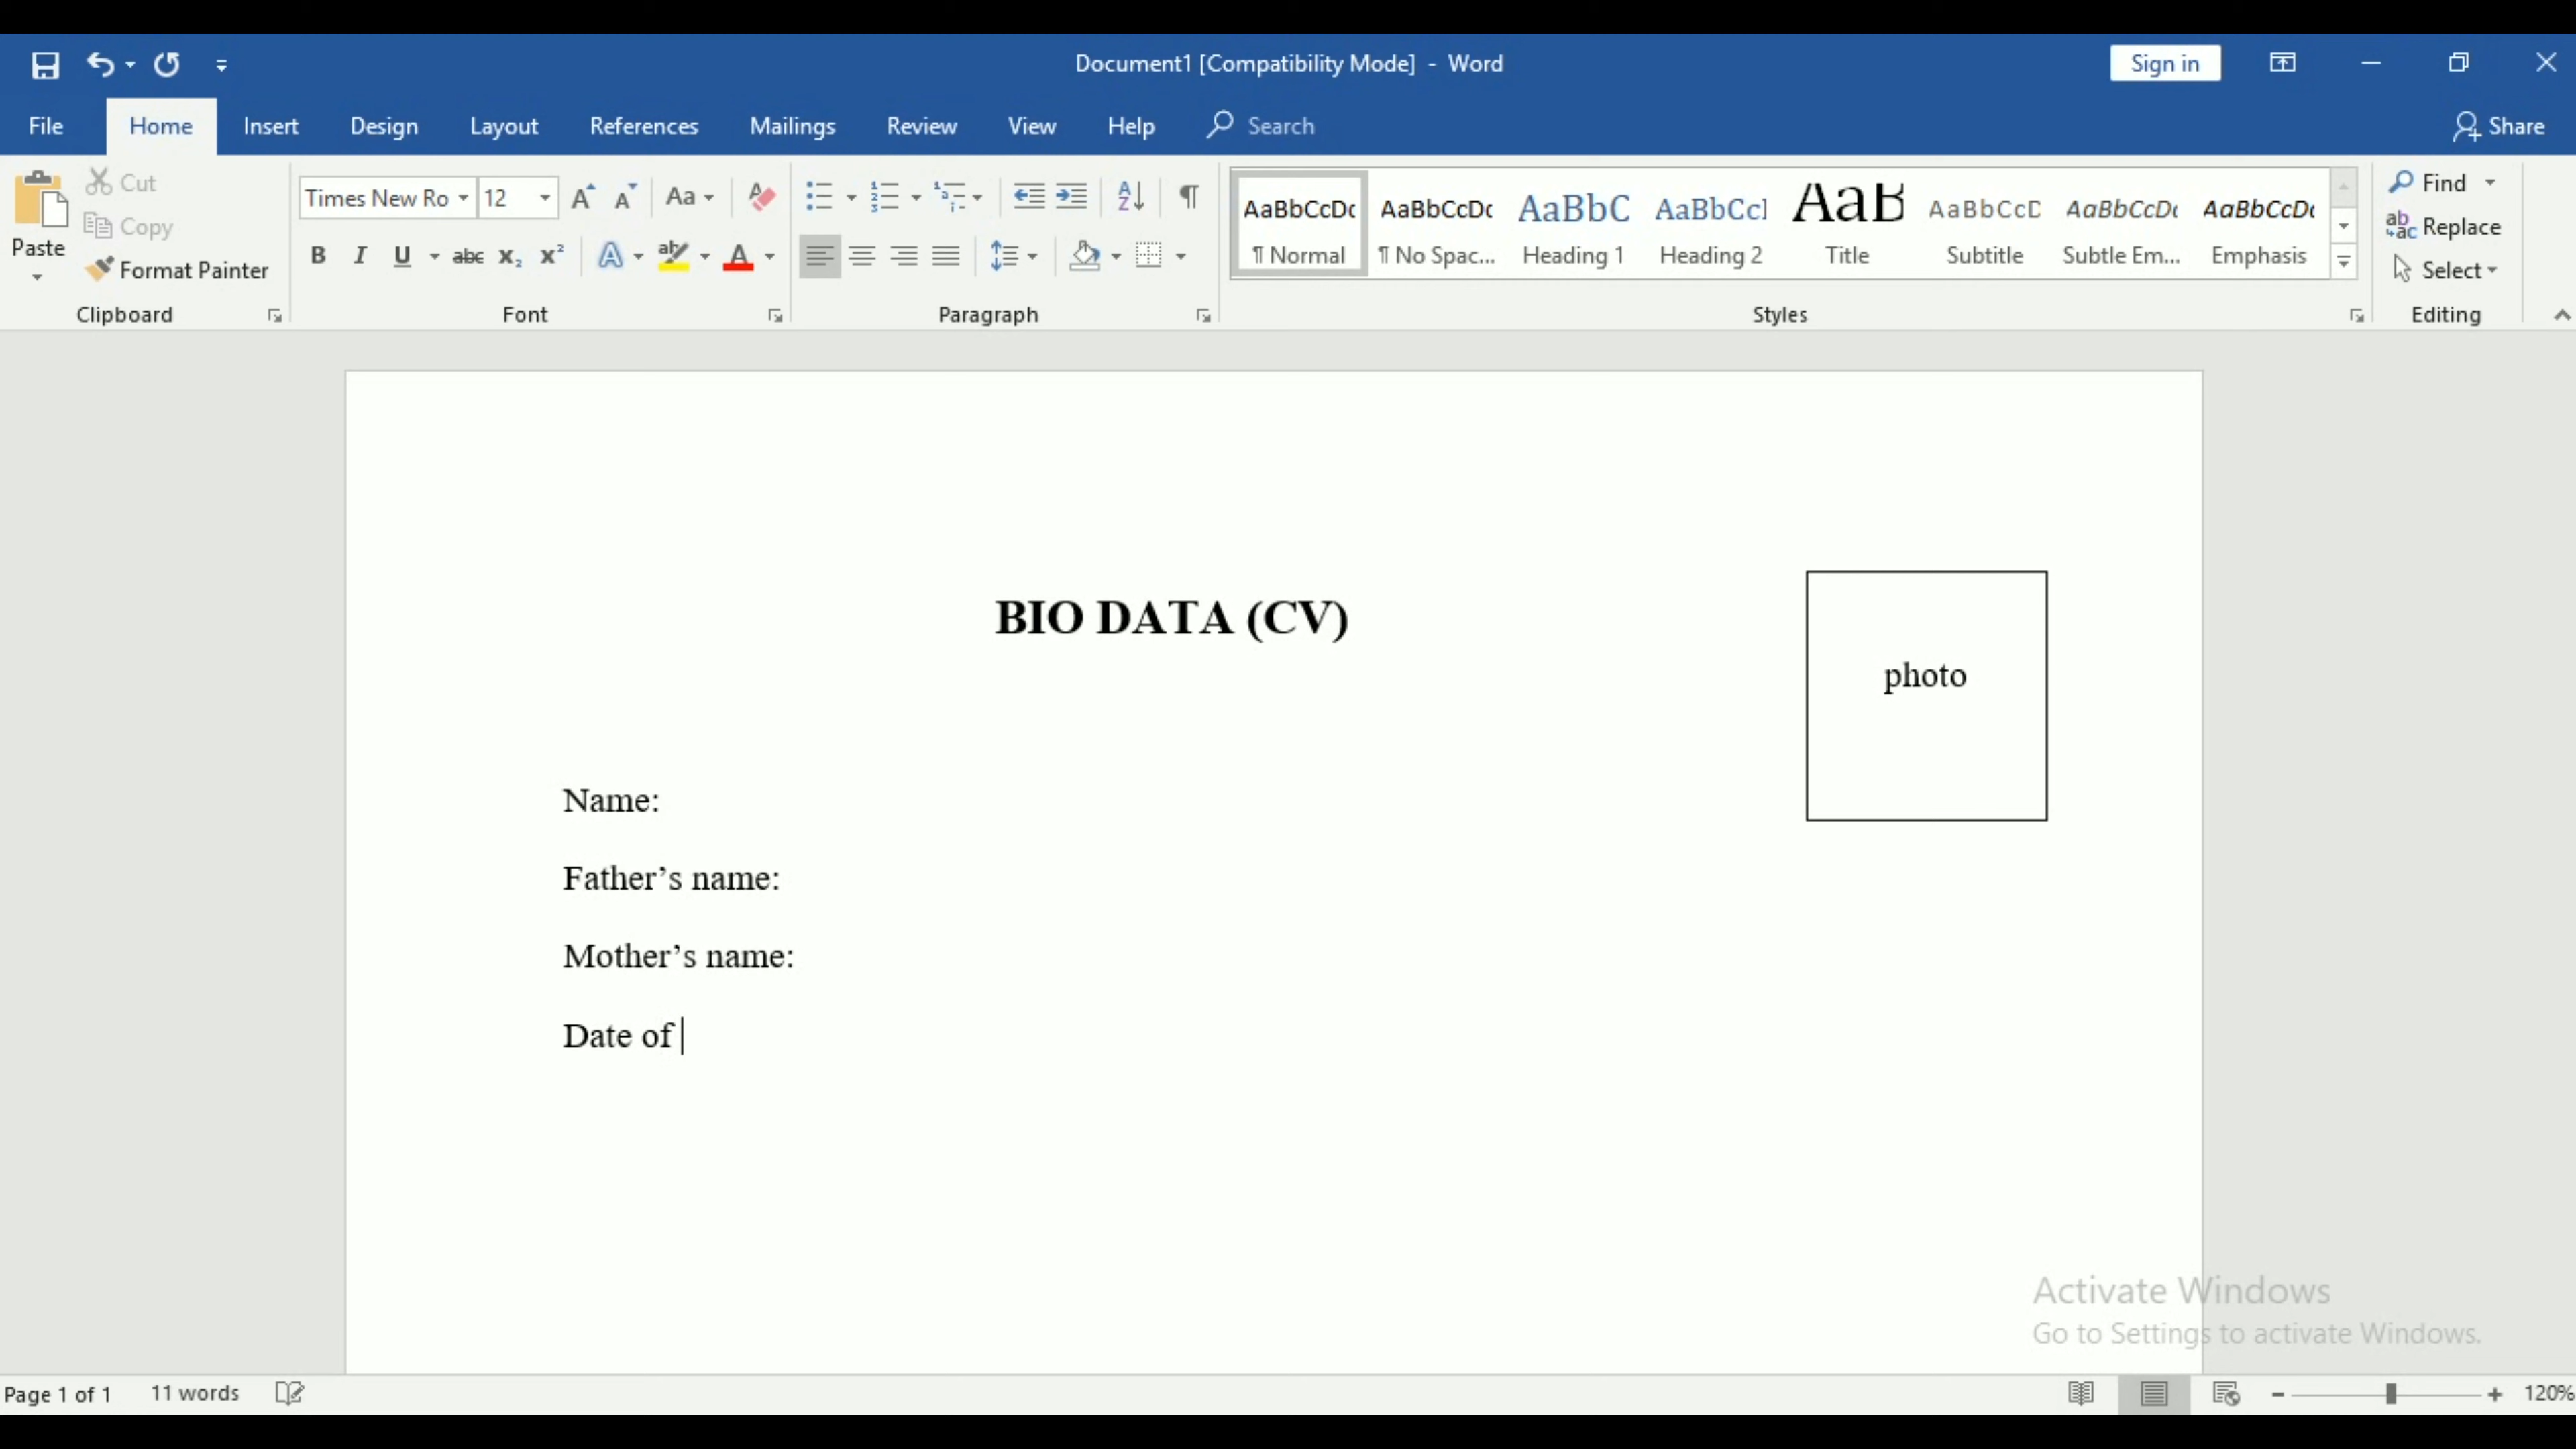 Document1 [Compatibility Mode] - Word
Sign in
File Home Insert Design Layout References Mailings Review View Help Search Share
Paste
Cut
Copy
Format Painter
Clipboard
Times New Ro 12
Font
Paragraph
AaBbCcDc AaBbCcDc AaBbC AaBbCcl AaB AaBbCcD AaBbCcDc AaBbCcDc
¶ Normal ¶ No Spac... Heading 1 Heading 2 Title Subtitle Subtle Em... Emphasis
Styles
Find
Replace
Select
Editing
BIO DATA (CV)
photo
Name:
Father’s name:
Mother’s name:
Date of
Activate Windows
Go to Settings to activate Windows.
Page 1 of 1 11 words 120%